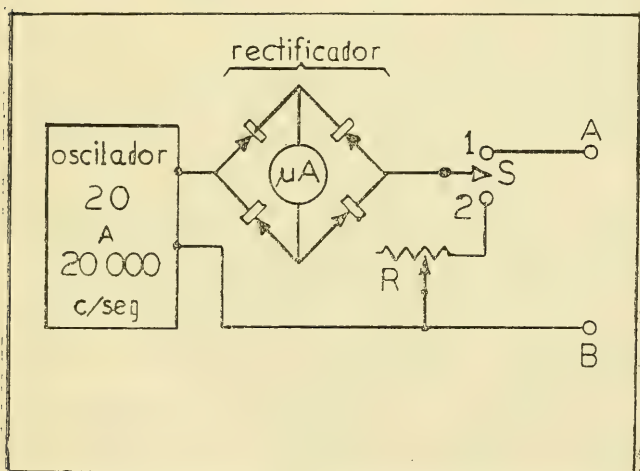 rectificador
oscilador
20
A
20 000
c/seg
μA
1
A
S
2
R
B